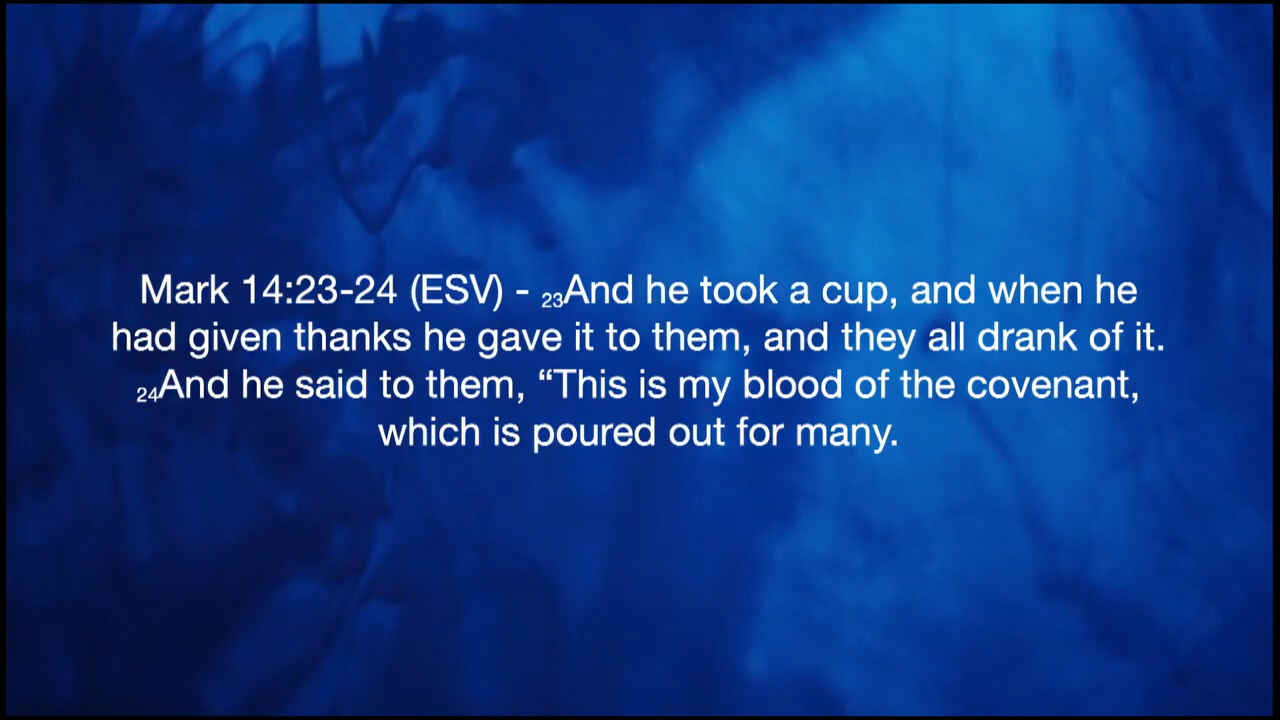 Mark 14:23-24 (ESV) - 23And he took a cup, and when he
had given thanks he gave it to them, and they all drank of it.
24And he said to them, “This is my blood of the covenant,
which is poured out for many.